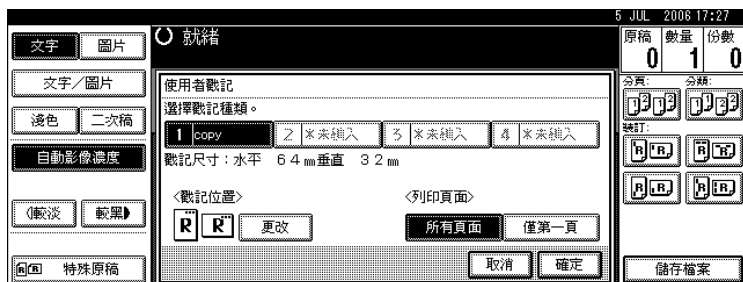 5 JUL 2006 17:27
文字 圖片
就緒
原稿 數量 份數
0 1 0
文字／圖片
使用者戳記
分頁: 分類:
選擇戳記種類。
淺色 二次稿
1 copy 2 *未鍵入 3 *未鍵入 4 *未鍵入
裝訂:
自動影像濃度
戳記尺寸：水平 64mm垂直 32mm
〈戳記位置〉 〈列印頁面〉
較淡 較黑
更改 所有頁面 僅第一頁
取消 確定
特殊原稿
儲存檔案